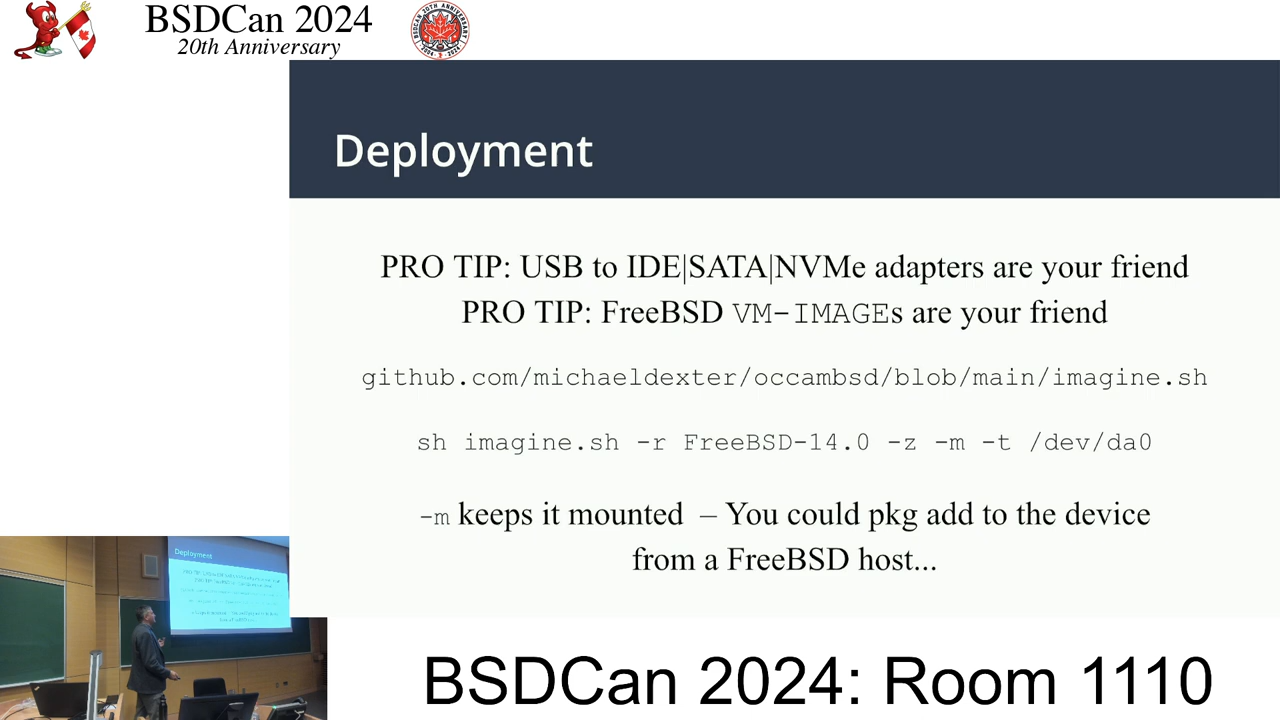 BSDCan 2024
20th Anniversary
Deployment
PRO TIP: USB to IDE|SATA|NVMe adapters are your friend
PRO TIP: FreeBSD VM-IMAGEs are your friend
github.com/michaeldexter/occambsd/blob/main/imagine.sh
sh imagine.sh -r FreeBSD-14.0 -z -m -t /dev/da0
-m keeps it mounted – You could pkg add to the device
from a FreeBSD host...
Deployment
BSDCan 2024: Room 1110